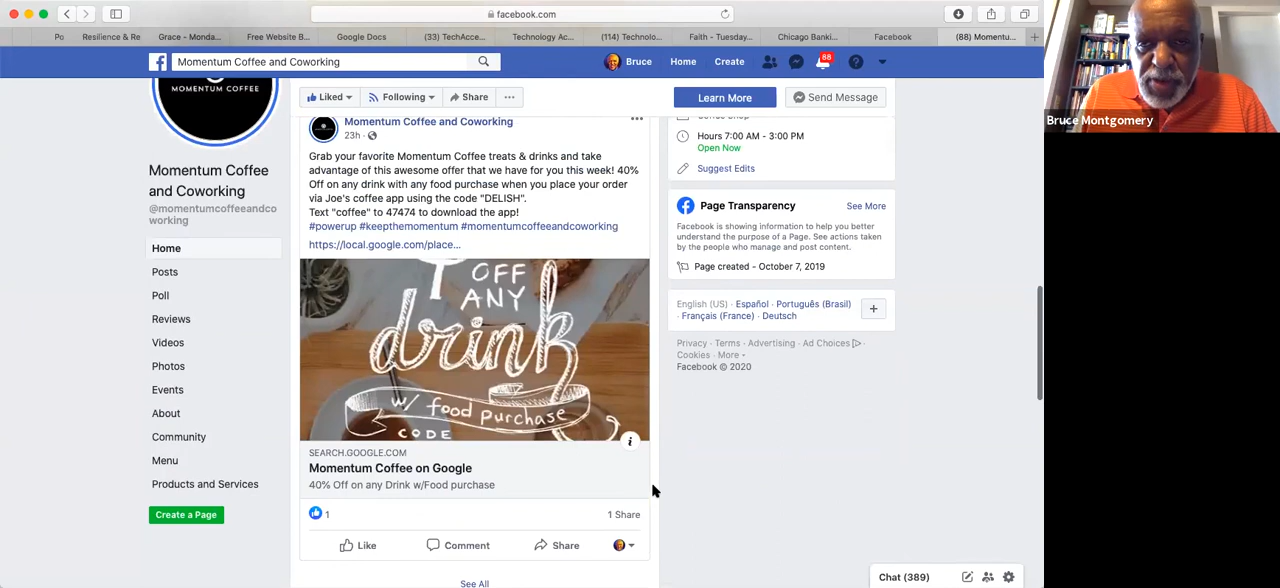 facebook.com
Po
Resilience & Re
Grace - Monda...
Free Website B...
Google Docs
(33) TechAcce...
Technology Ac...
(114) Technolo...
Faith - Tuesday...
Chicago Banki...
Facebook
(88) Momentu...
Momentum Coffee and Coworking
Bruce
Home
Create
88
MOMENTUM COFFEE
Liked
Following
Share
Learn More
Send Message
Momentum Coffee
and Coworking
@momentumcoffeeandco
working
Home
Posts
Poll
Reviews
Videos
Photos
Events
About
Community
Menu
Products and Services
Create a Page
Momentum Coffee and Coworking
23h
Grab your favorite Momentum Coffee treats & drinks and take
advantage of this awesome offer that we have for you this week! 40%
Off on any drink with any food purchase when you place your order
via Joe's coffee app using the code "DELISH".
Text "coffee" to 47474 to download the app!
#powerup #keepthemomentum #momentumcoffeeandcoworking
https://local.google.com/place...
OFF
ANY
drink
w/ food purchase
CODE
SEARCH.GOOGLE.COM
Momentum Coffee on Google
40% Off on any Drink w/Food purchase
1
1 Share
Like
Comment
Share
See All
Coffee Shop
Hours 7:00 AM - 3:00 PM
Open Now
Suggest Edits
Page Transparency
See More
Facebook is showing information to help you better
understand the purpose of a Page. See actions taken
by the people who manage and post content.
Page created - October 7, 2019
English (US) · Español · Português (Brasil)
· Français (France) · Deutsch
Privacy · Terms · Advertising · Ad Choices ·
Cookies · More
Facebook © 2020
Chat (389)
Bruce Montgomery